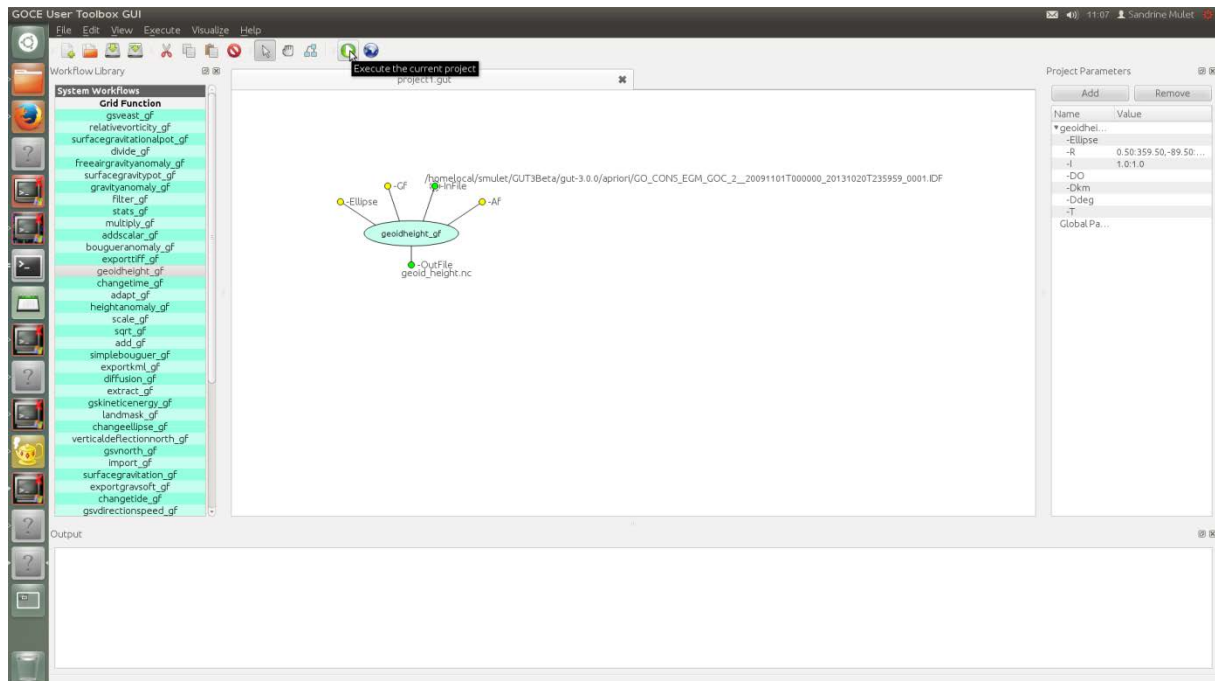 GOCE User Toolbox GUI
11:07 Sandrine Mulet
File Edit View Execute Visualize Help
Execute the current project
Workflow Library
project1.gut
Project Parameters
System Workflows
Grid Function
gsveast_gf
relativevorticity_gf
surfacegravitationalpot_gf
divide_gf
freeairgravityanomaly_gf
surfacegravitypot_gf
gravityanomaly_gf
filter_gf
stats_gf
multiply_gf
addscalar_gf
bougueranomaly_gf
exporttiff_gf
geoidheight_gf
changetime_gf
adapt_gf
heightanomaly_gf
scale_gf
sqrt_gf
add_gf
simplebouguer_gf
exportkml_gf
diffusion_gf
extract_gf
gskineticenergy_gf
landmask_gf
changeellipse_gf
verticaldeflectionnorth_gf
gsvnorth_gf
import_gf
surfacegravitation_gf
exportgravsoft_gf
changetide_gf
gsvdirectionspeed_gf
/homelocal/smulet/GUT3Beta/gut-3.0.0/apriori/GO_CONS_EGM_GOC_2__20091101T000000_20131020T235959_0001.IDF
-Gf
-InFile
-Ellipse
-Af
geoidheight_gf
-OutFile
geoid_height.nc
Add Remove
Name Value
geoidhei...
-Ellipse
-R 0.50:359.50,-89.50:...
-I 1.0:1.0
-DO
-Dkm
-Ddeg
-T
Global Pa...
Output